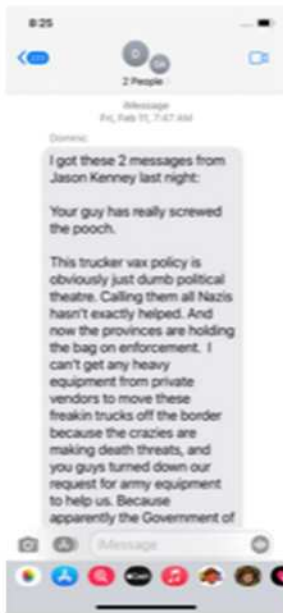 8:25
2 People
iMessage
Fri, Feb 11, 7:47 AM
Dominic
I got these 2 messages from
Jason Kenney last night:
Your guy has really screwed
the pooch.
This trucker vax policy is
obviously just dumb political
theatre. Calling them all Nazis
hasn't exactly helped. And
now the provinces are holding
the bag on enforcement. I
can't get any heavy
equipment from private
vendors to move these
freakin trucks off the border
because the crazies are
making death threats, and
you guys turned down our
request for army equipment
to help us. Because
apparently the Government of
iMessage